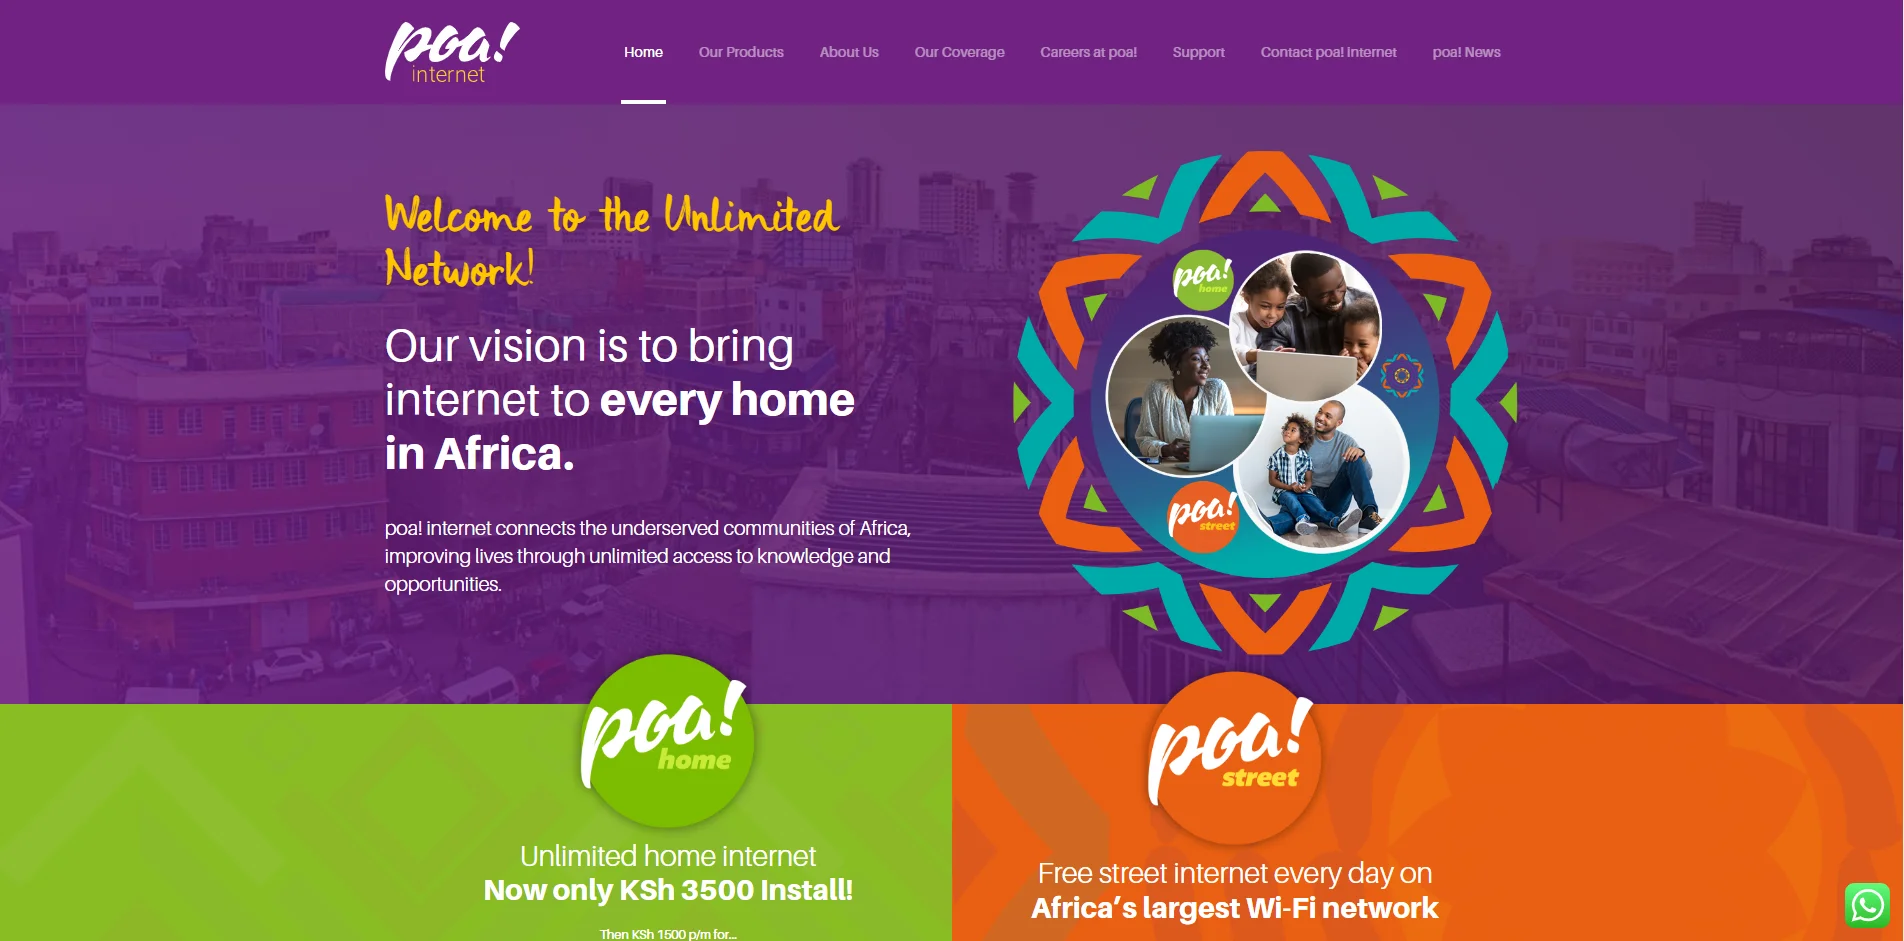 poa!
internet
Home
Our Products
About Us
Our Coverage
Careers at poa!
Support
Contact poa! Internet
poa! News
Welcome to the Unlimited
Network!
Our vision is to bring
internet to every home
in Africa.
poa! internet connects the underserved communities of Africa,
improving lives through unlimited access to knowledge and
opportunities.
poa!
home
poa!
street
poa!
home
Unlimited home internet
Now only KSh 3500 Install!
Then KSh 1500 p/m for...
poa!
street
Free street internet every day on
Africa’s largest Wi-Fi network